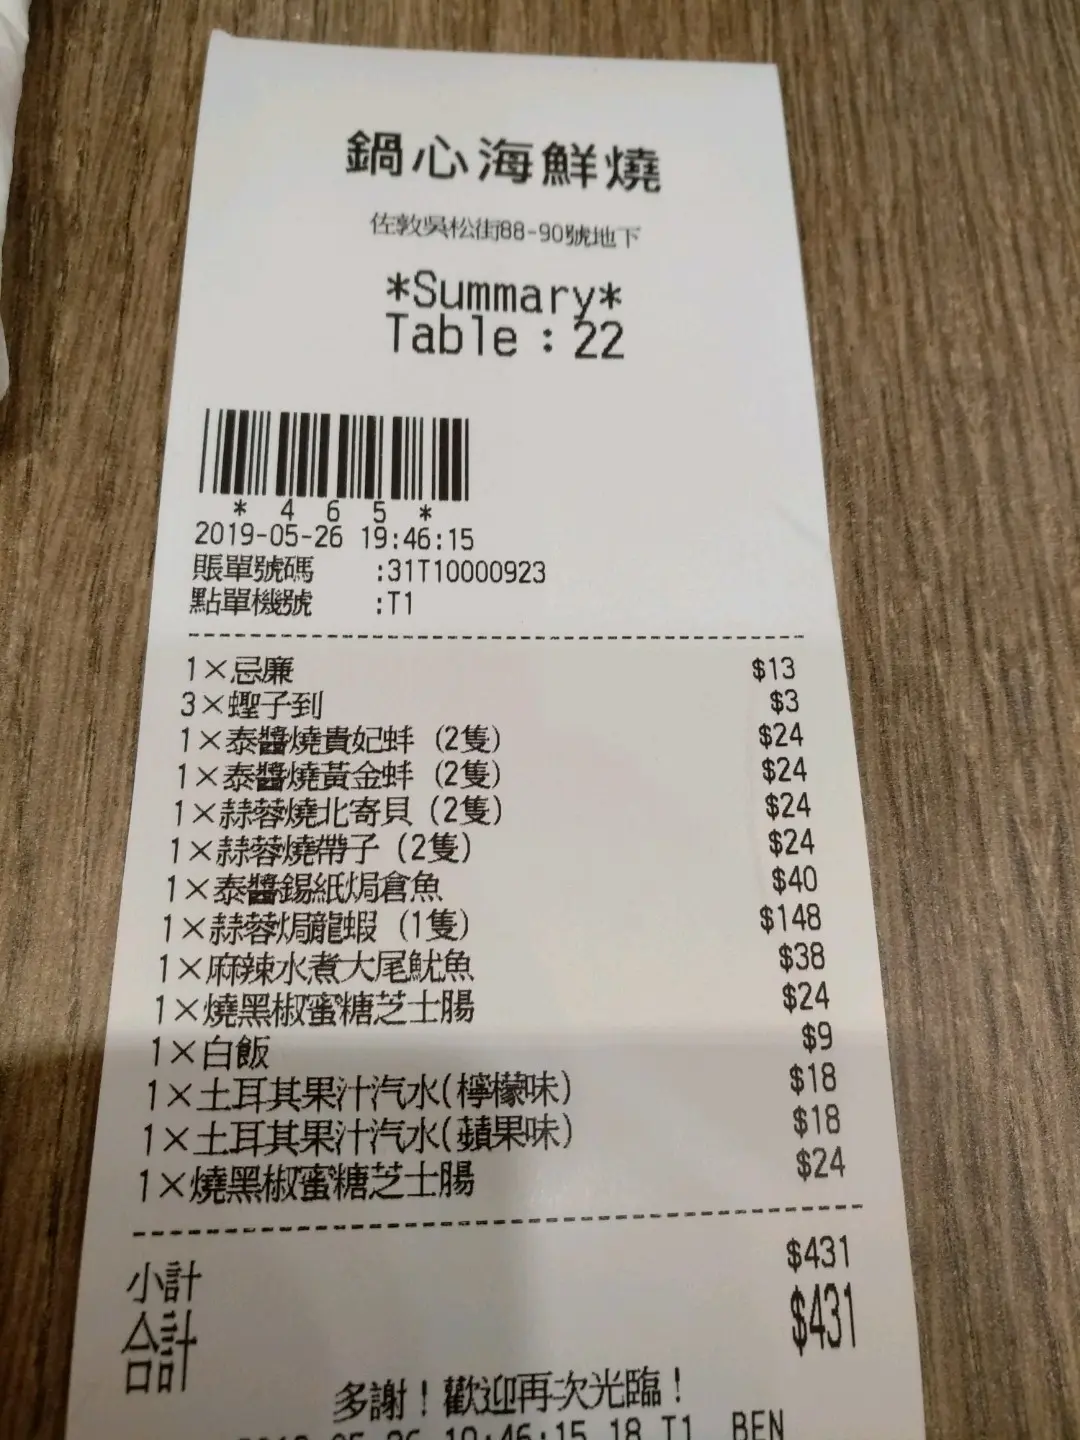 鍋心海鮮燒
佐敦吳松街88-90號地下
*Summary*
Table : 22
* 4 6 5 *
2019-05-26 19:46:15
賬單號碼 :31T10000923
點單機號 :T1
1×忌廉 $13
3×蟶子到 $3
1×泰醬燒貴妃蚌 (2隻) $24
1×泰醬燒黃金蚌 (2隻) $24
1×蒜蓉燒北寄貝 (2隻) $24
1×蒜蓉燒帶子 (2隻) $24
1×泰醬錫紙焗倉魚 $40
1×蒜蓉焗龍蝦 (1隻) $148
1×麻辣水煮大尾魷魚 $38
1×燒黑椒蜜糖芝士腸 $24
1×白飯 $9
1×土耳其果汁汽水(檸檬味) $18
1×土耳其果汁汽水(蘋果味) $18
1×燒黑椒蜜糖芝士腸 $24
小計 $431
合計 $431
多謝！歡迎再次光臨！
2019-05-26 19:46:15 18 T1 BEN